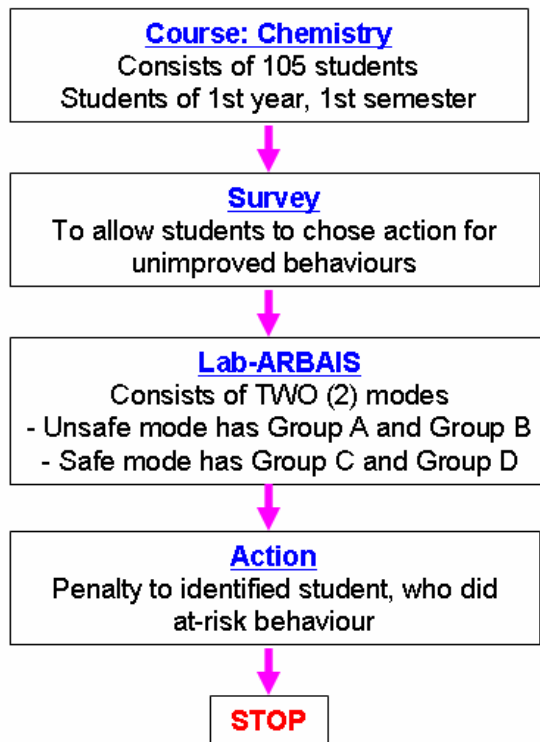 Course: Chemistry
Consists of 105 students
Students of 1st year, 1st semester
Survey
To allow students to chose action for
unimproved behaviours
Lab-ARBAIS
Consists of TWO (2) modes
- Unsafe mode has Group A and Group B
- Safe mode has Group C and Group D
Action
Penalty to identified student, who did
at-risk behaviour
STOP